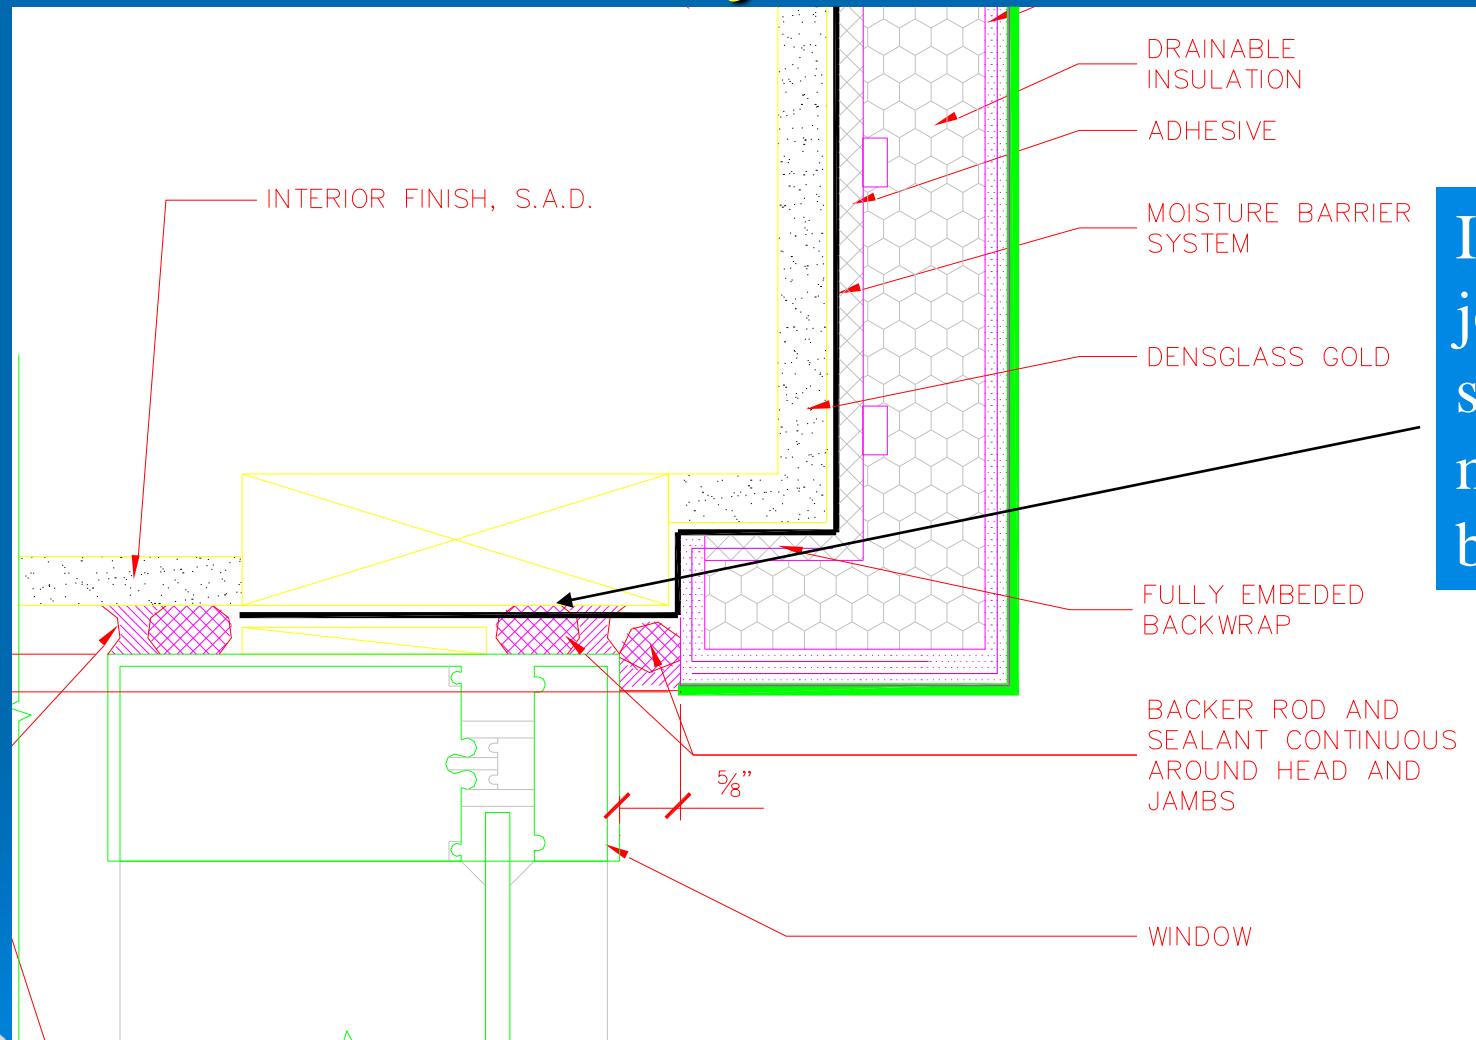 DRAINABLE
INSULATION
ADHESIVE
INTERIOR FINISH, S.A.D.
MOISTURE BARRIER
SYSTEM
DENSGLASS GOLD
FULLY EMBEDED
BACKWRAP
BACKER ROD AND
SEALANT CONTINUOUS
AROUND HEAD AND
JAMBS
5⁄8"
WINDOW